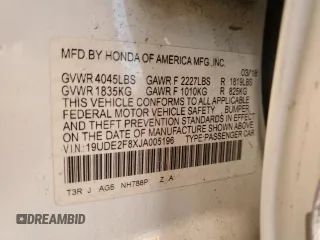 MFD.BY HONDA OF AMERICA MFG.,INC.
03/18
GVWR 4045LBS GAWR F 2227LBS R 1819LBS
GVWR 1835KG GAWR F 1010KG R 825KG
THIS VEHICLE CONFORMS TO ALL APPLICABLE
FEDERAL MOTOR VEHICLE SAFETY, BUMPER,
AND THEFT PREVENTION STANDARDS IN EFFECT ON
THE DATE OF MANUFACTURE SHOWN ABOVE.
VIN:19UDE2F8XJA005196 TYPE:PASSENGER CAR
T3R J AG5 NH788P Z A
DREAMBID